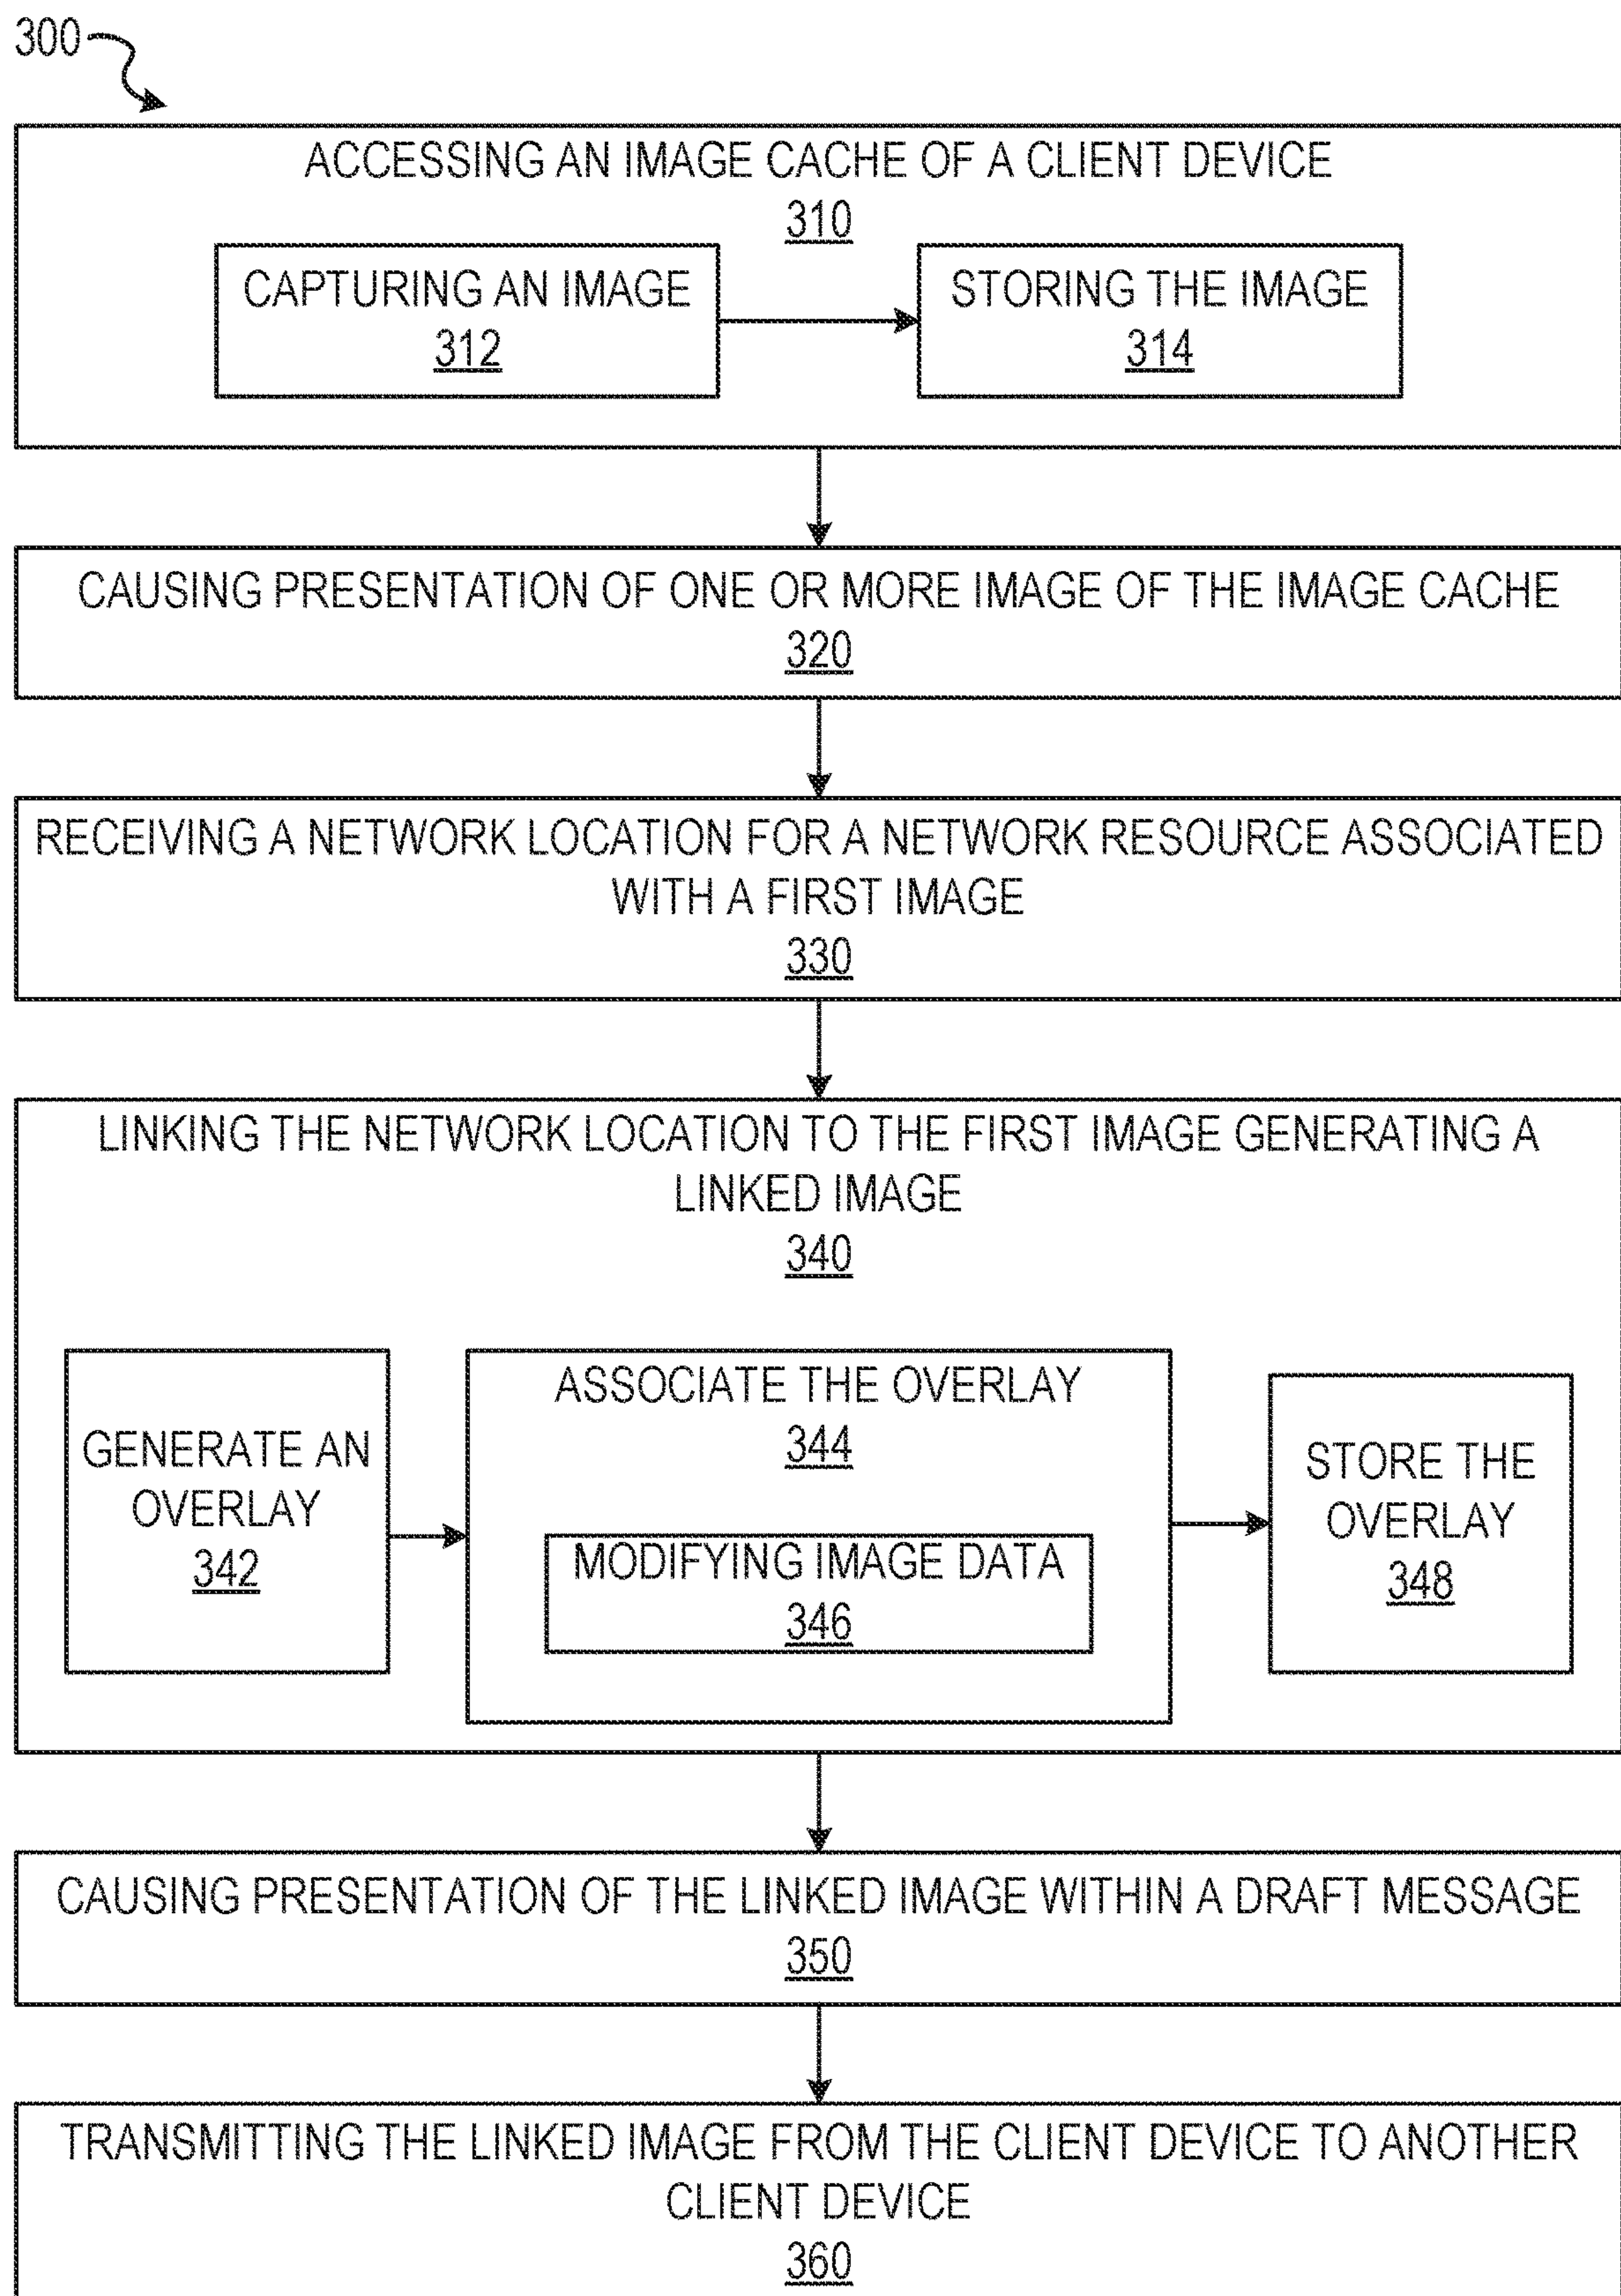 300
ACCESSING AN IMAGE CACHE OF A CLIENT DEVICE
310
CAPTURING AN IMAGE
312
STORING THE IMAGE
314
CAUSING PRESENTATION OF ONE OR MORE IMAGE OF THE IMAGE CACHE
320
RECEIVING A NETWORK LOCATION FOR A NETWORK RESOURCE ASSOCIATED
WITH A FIRST IMAGE
330
LINKING THE NETWORK LOCATION TO THE FIRST IMAGE GENERATING A
LINKED IMAGE
340
GENERATE AN
OVERLAY
342
ASSOCIATE THE OVERLAY
344
MODIFYING IMAGE DATA
346
STORE THE
OVERLAY
348
CAUSING PRESENTATION OF THE LINKED IMAGE WITHIN A DRAFT MESSAGE
350
TRANSMITTING THE LINKED IMAGE FROM THE CLIENT DEVICE TO ANOTHER
CLIENT DEVICE
360